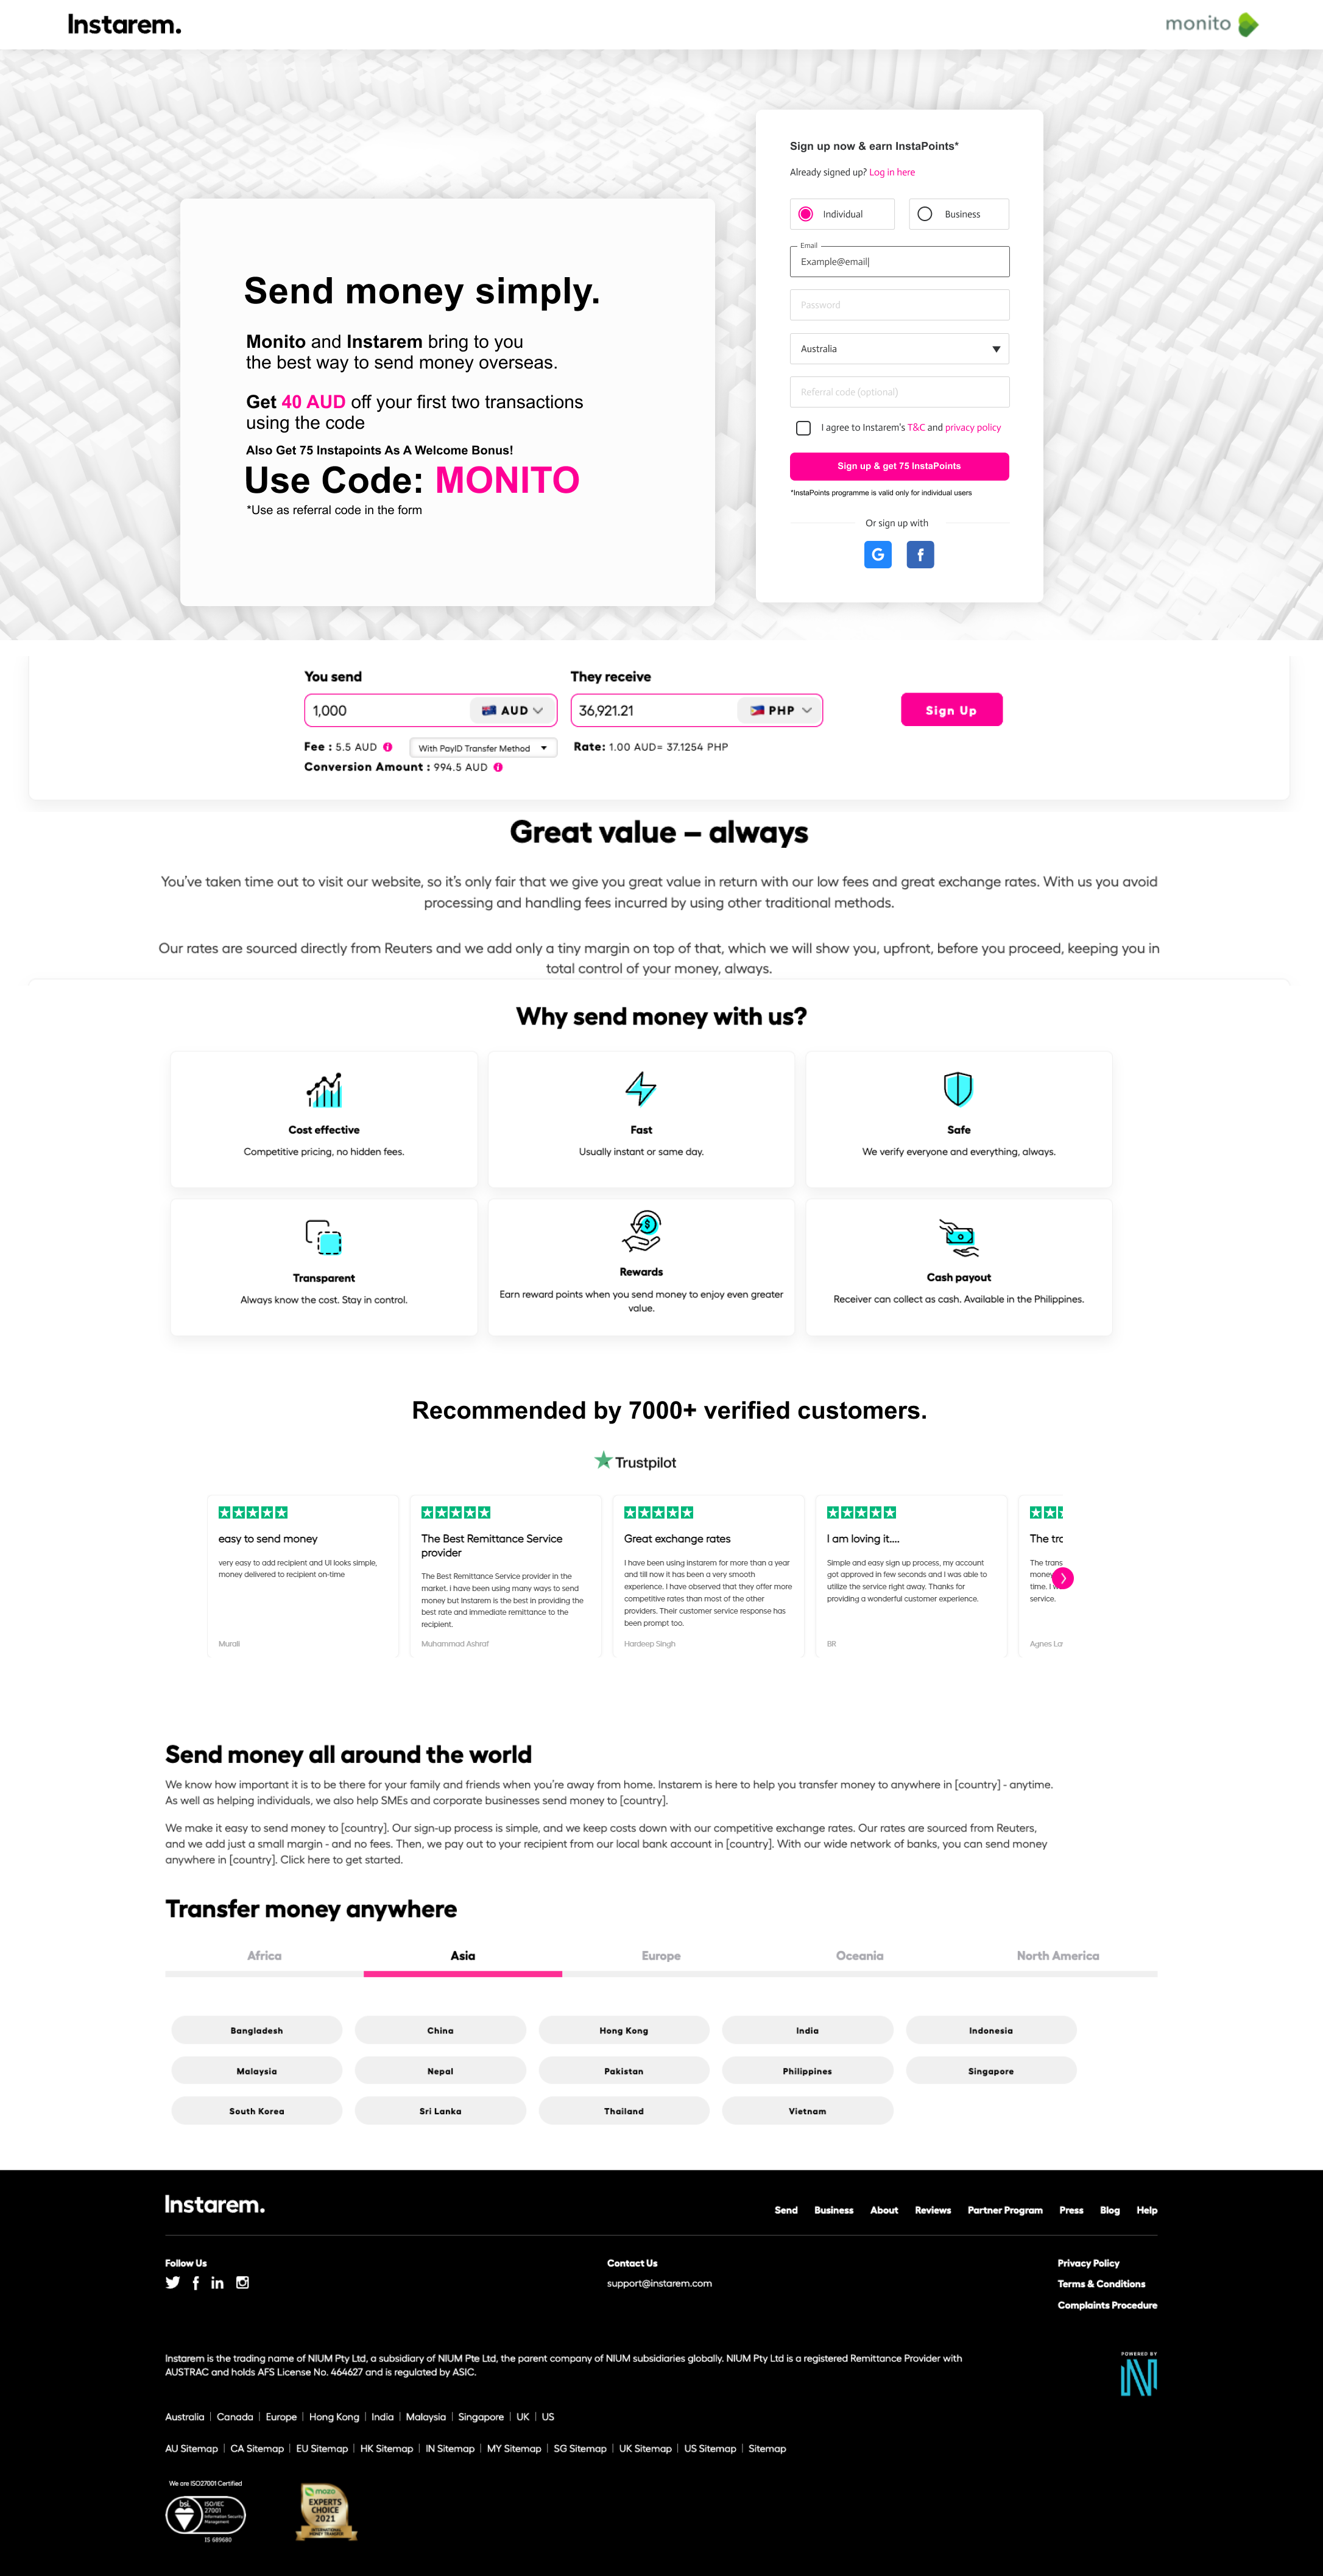 Instarem.
monito
Send money simply.
Monito and Instarem bring to you
the best way to send money overseas.
Get 40 AUD off your first two transactions
using the code
Also Get 75 Instapoints As A Welcome Bonus!
Use Code: MONITO
*Use as referral code in the form
Sign up now & earn InstaPoints*
Already signed up? Log in here
Individual
Business
Email
Example@email
Password
Australia
Referral code (optional)
I agree to Instarem's T&C and privacy policy
Sign up & get 75 InstaPoints
*InstaPoints programme is valid only for individual users
Or sign up with
G f
You send
They receive
1,000
AUD
36,921.21
PHP
Sign Up
Fee : 5.5 AUD
With PayID Transfer Method
Rate: 1.00 AUD= 37.1254 PHP
Conversion Amount : 994.5 AUD
Great value – always
You've taken time out to visit our website, so it's only fair that we give you great value in return with our low fees and great exchange rates. With us you avoid
processing and handling fees incurred by using other traditional methods.
Our rates are sourced directly from Reuters and we add only a tiny margin on top of that, which we will show you, upfront, before you proceed, keeping you in
total control of your money, always.
Why send money with us?
Cost effective
Competitive pricing, no hidden fees.
Fast
Usually instant or same day.
Safe
We verify everyone and everything, always.
Transparent
Always know the cost. Stay in control.
Rewards
Earn reward points when you send money to enjoy even greater
value.
Cash payout
Receiver can collect as cash. Available in the Philippines.
Recommended by 7000+ verified customers.
Trustpilot
easy to send money
very easy to add recipient and UI looks simple,
money delivered to recipient on-time
Murali
The Best Remittance Service
provider
The Best Remittance Service provider in the
market. i have been using many ways to send
money but Instarem is the best in providing the
best rate and immediate remittance to the
recipient.
Muhammad Ashraf
Great exchange rates
I have been using instarem for more than a year
and till now it has been a very smooth
experience. I have observed that they offer more
competitive rates than most of the other
providers. Their customer service response has
been prompt too.
Hardeep Singh
I am loving it....
Simple and easy sign up process, my account
got approved in few seconds and I was able to
utilize the service right away. Thanks for
providing a wonderful customer experience.
BR
The
The
time. I
service.
Agnes
Send money all around the world
We know how important it is to be there for your family and friends when you're away from home. Instarem is here to help you transfer money to anywhere in [country] - anytime.
As well as helping individuals, we also help SMEs and corporate businesses send money to [country].
We make it easy to send money to [country]. Our sign-up process is simple, and we keep costs down with our competitive exchange rates. Our rates are sourced from Reuters,
and we add just a small margin - and no fees. Then, we pay out to your recipient from our local bank account in [country]. With our wide network of banks, you can send money
anywhere in [country]. Click here to get started.
Transfer money anywhere
Africa
Asia
Europe
Oceania
North America
Bangladesh
China
Hong Kong
India
Indonesia
Malaysia
Nepal
Pakistan
Philippines
Singapore
South Korea
Sri Lanka
Thailand
Vietnam
Instarem.
Send Business About Reviews Partner Program Press Blog Help
Follow Us
Contact Us
support@instarem.com
Privacy Policy
Terms & Conditions
Complaints Procedure
Instarem is the trading name of NIUM Pty Ltd, a subsidiary of NIUM Pte Ltd, the parent company of NIUM subsidiaries globally. NIUM Pty Ltd is a registered Remittance Provider with
AUSTRAC and holds AFS License No. 464627 and is regulated by ASIC.
POWERED BY
N
Australia | Canada | Europe | Hong Kong | India | Malaysia | Singapore | UK | US
AU Sitemap | CA Sitemap | EU Sitemap | HK Sitemap | IN Sitemap | MY Sitemap | SG Sitemap | UK Sitemap | US Sitemap | Sitemap
We are ISO27001 Certified
bsi.
ISO/IEC
27001
Information Security
Management
IS 689680
mozo
EXPERTS
CHOICE
2021
INTERNATIONAL
MONEY TRANSFER